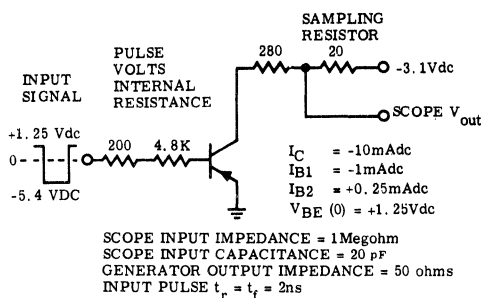 SAMPLING
RESISTOR
280
20
-3.1Vdc
PULSE
VOLTS
INTERNAL
RESISTANCE
INPUT
SIGNAL
SCOPE Vout
+1.25 Vdc
0
-5.4 VDC
200
4.8K
IC = -10mAdc
IB1 = -1mAdc
IB2 = +0.25mAdc
VBE (0) = +1.25Vdc
SCOPE INPUT IMPEDANCE = 1Megohm
SCOPE INPUT CAPACITANCE = 20 pF
GENERATOR OUTPUT IMPEDANCE = 50 ohms
INPUT PULSE tr = tf = 2ns